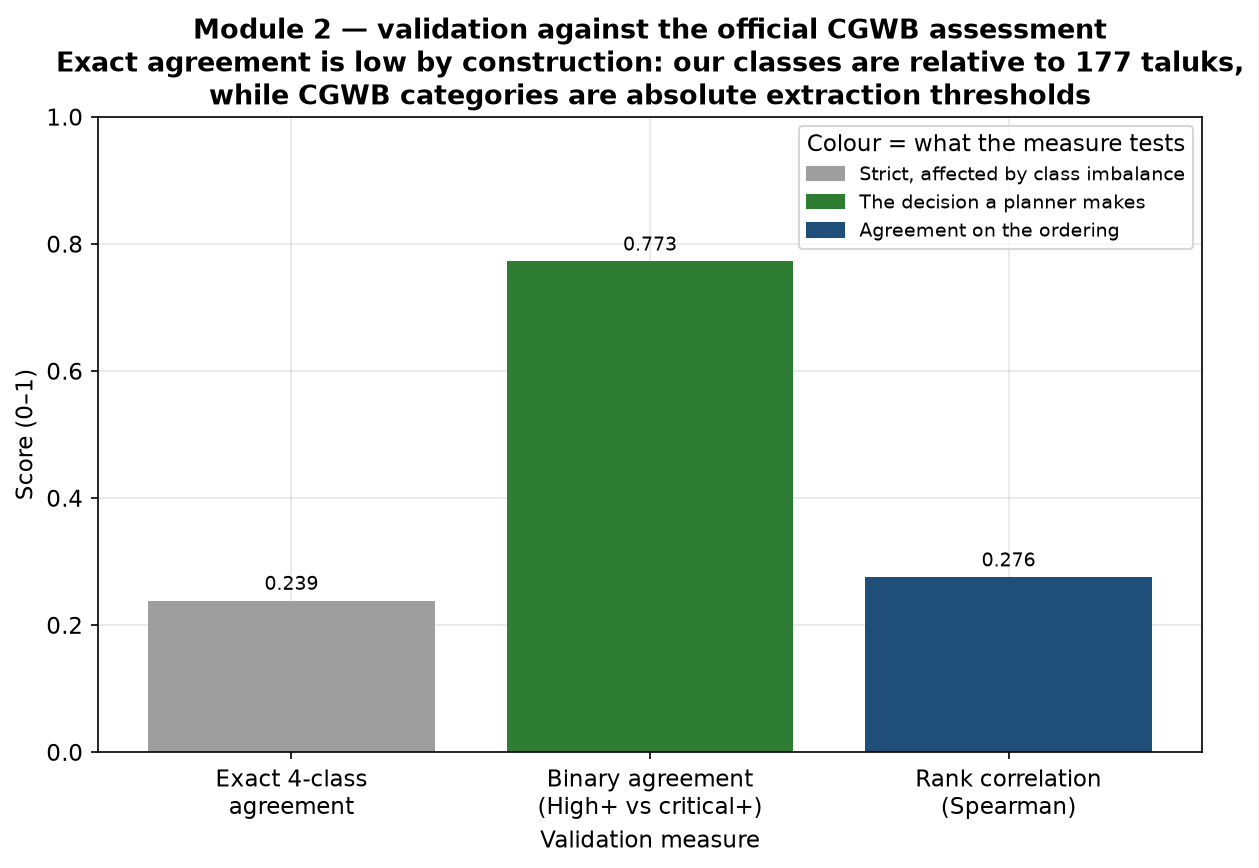 Module 2 — validation against the official CGWB assessment
Exact agreement is low by construction: our classes are relative to 177 taluks,
while CGWB categories are absolute extraction thresholds
Colour = what the measure tests
Strict, affected by class imbalance
The decision a planner makes
Agreement on the ordering
Score (0–1)
1.0
0.8
0.6
0.4
0.2
0.0
0.239
0.773
0.276
Exact 4-class
agreement
Binary agreement
(High+ vs critical+)
Rank correlation
(Spearman)
Validation measure